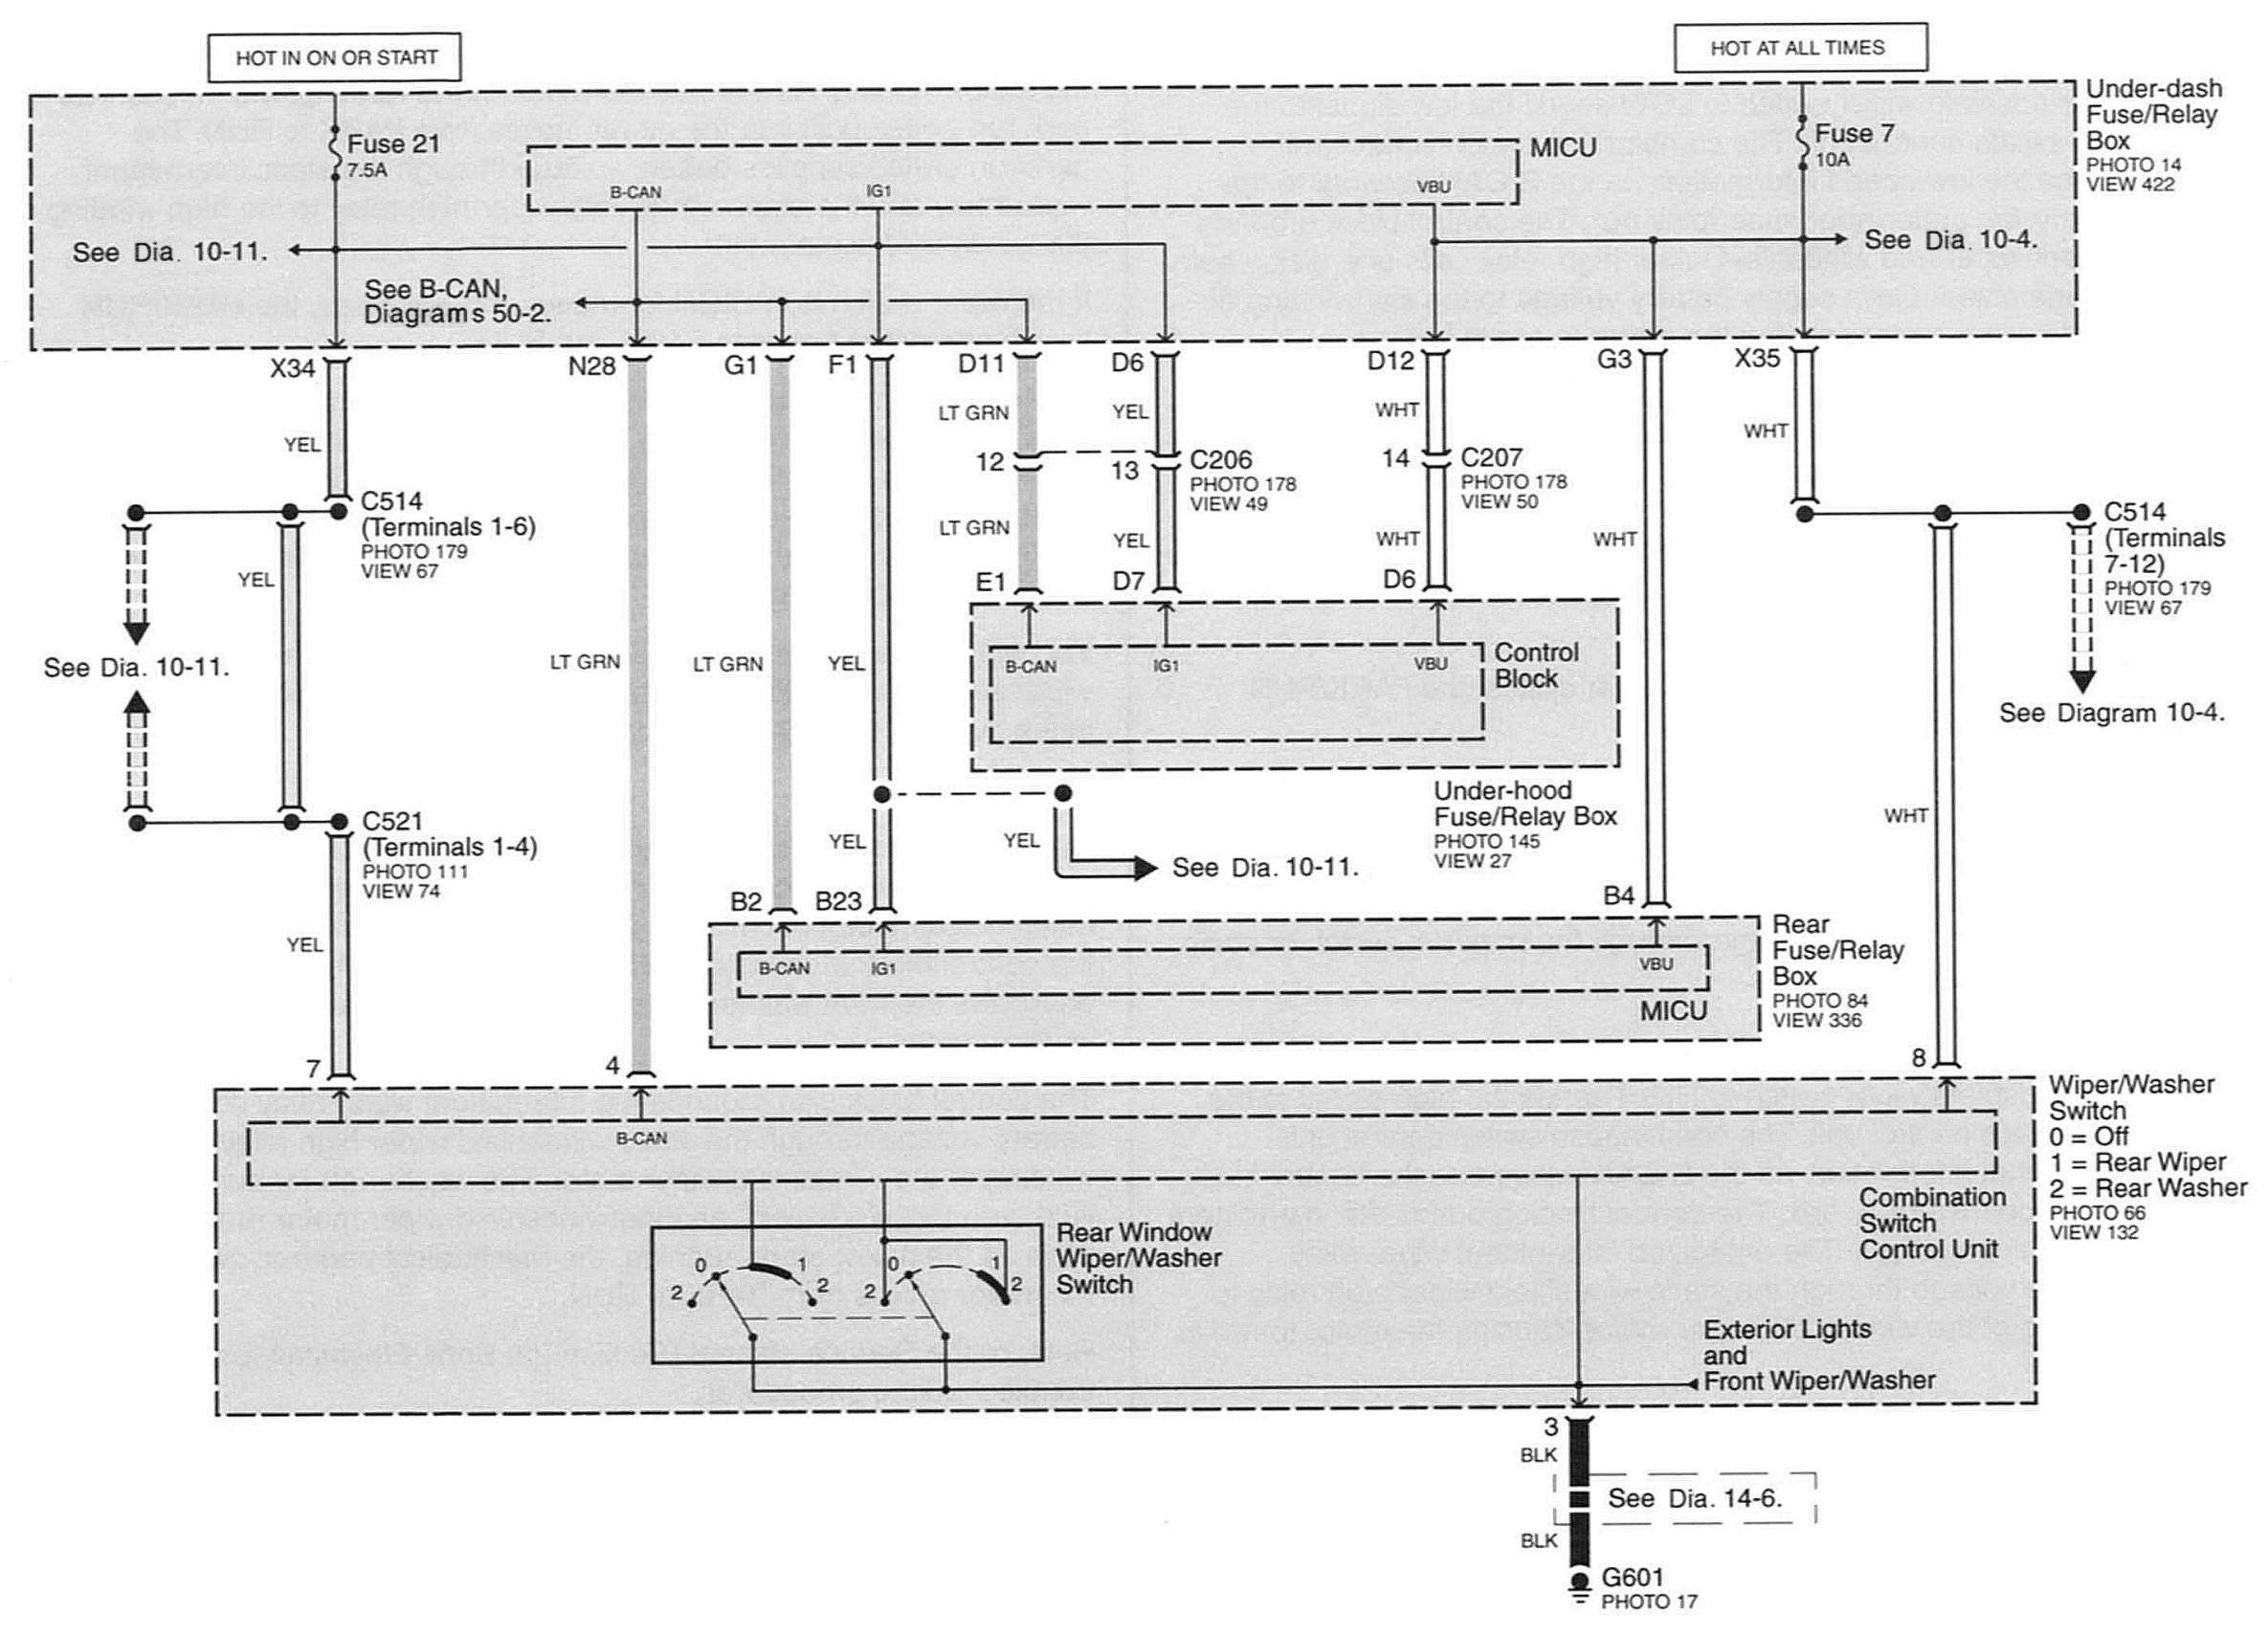 HOT IN ON OR START
HOT AT ALL TIMES
Under-dash
Fuse/Relay
Box
PHOTO 14
VIEW 422
Fuse 21
7.5A
MICU
B-CAN
IG1
VBU
Fuse 7
10A
See Dia. 10-11.
See Dia. 10-4.
See B-CAN,
Diagrams 50-2.
X34
N28
G1
F1
D11
D6
D12
G3
X35
LT GRN
YEL
WHT
WHT
YEL
12
13
C206
PHOTO 178
VIEW 49
14
C207
PHOTO 178
VIEW 50
C514
(Terminals 1-6)
PHOTO 179
VIEW 67
C514
(Terminals
7-12)
PHOTO 179
VIEW 67
YEL
LT GRN
YEL
WHT
WHT
E1
D7
D6
See Dia. 10-11.
LT GRN
LT GRN
YEL
B-CAN
IG1
VBU
Control
Block
See Diagram 10-4.
Under-hood
Fuse/Relay Box
PHOTO 145
VIEW 27
C521
(Terminals 1-4)
PHOTO 111
VIEW 74
YEL
YEL
See Dia. 10-11.
WHT
B2
B23
B4
Rear
Fuse/Relay
Box
PHOTO 84
VIEW 336
YEL
B-CAN
IG1
VBU
MICU
7
4
8
Wiper/Washer
Switch
0 = Off
1 = Rear Wiper
2 = Rear Washer
PHOTO 66
VIEW 132
B-CAN
Combination
Switch
Control Unit
Rear Window
Wiper/Washer
Switch
0
1
2
2
0
1
2
2
Exterior Lights
and
Front Wiper/Washer
3
BLK
See Dia. 14-6.
BLK
G601
PHOTO 17